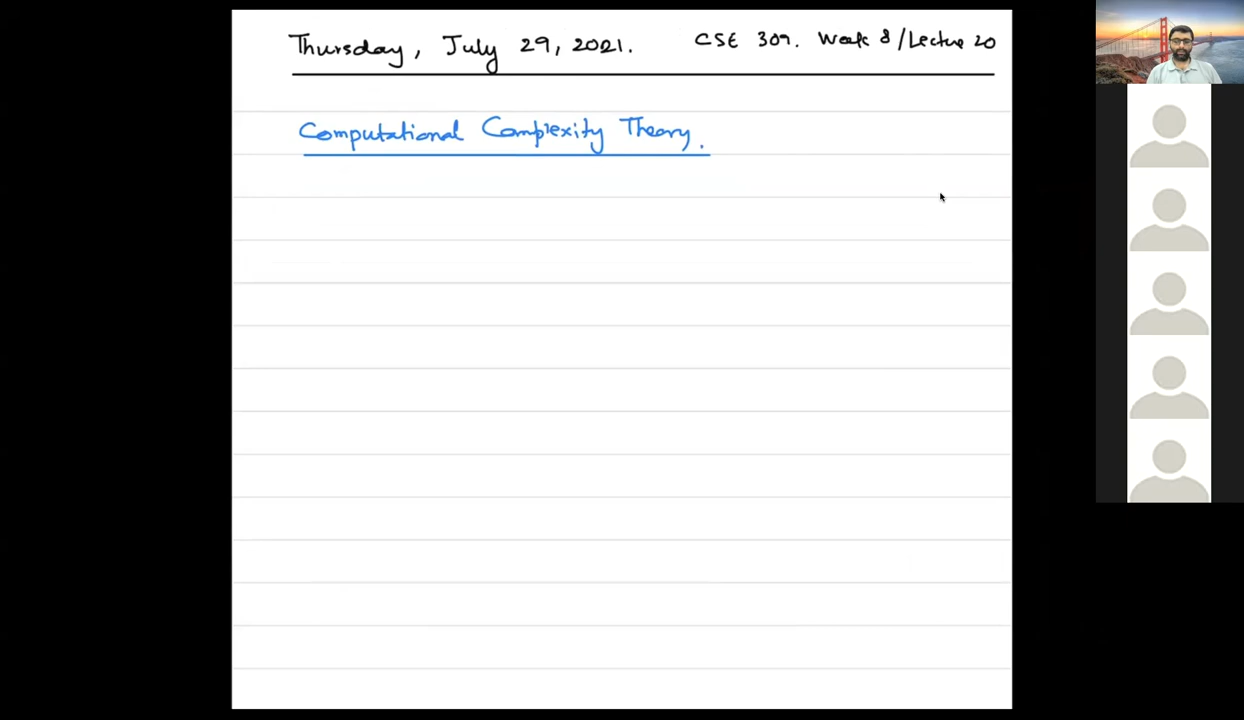 Thursday, July 29, 2021. CSE 309. Week 8/Lecture 20
Computational Complexity Theory.